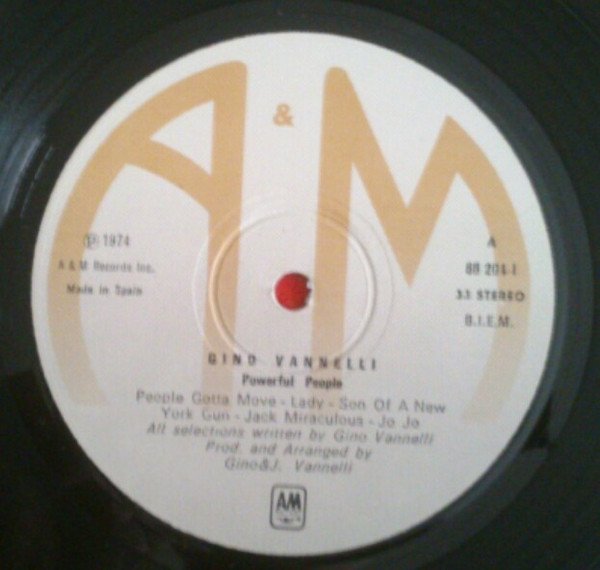 A & M
℗ 1974
A & M Records Inc.
Made in Spain
A
88 204-I
33 STEREO
B.I.E.M.
GINO VANNELLI
Powerful People
People Gotta Move - Lady - Son Of A New
York Gun - Jack Miraculous - Jo Jo
All selections written by Gino Vannelli
Prod. and Arranged by
Gino&J. Vannelli
AM